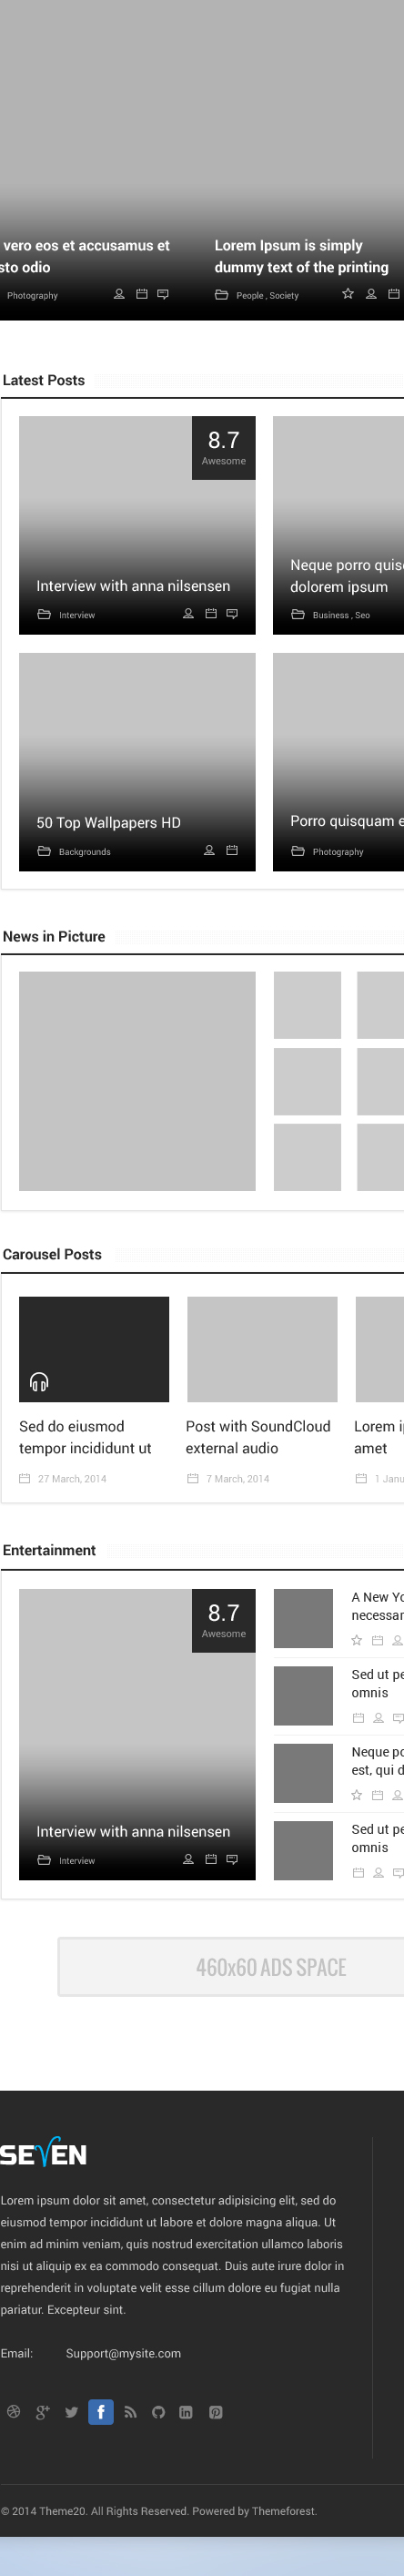 vero eos et accusamus et
sto odio
Photography
Lorem Ipsum is simply
dummy text of the printing
People , Society
Latest Posts
8.7
Awesome
Interview with anna nilsensen
Interview
Neque porro quis
dolorem ipsum
Business , Seo
50 Top Wallpapers HD
Backgrounds
Porro quisquam e
Photography
News in Picture
Carousel Posts
Sed do eiusmod
tempor incididunt ut
27 March, 2014
Post with SoundCloud
external audio
7 March, 2014
Lorem i
amet
1 Janu
Entertainment
8.7
Awesome
Interview with anna nilsensen
Interview
A New Yo
necessar
Sed ut pe
omnis
Neque po
est, qui d
Sed ut pe
omnis
460x60 ADS SPACE
SEVEN
Lorem ipsum dolor sit amet, consectetur adipisicing elit, sed do
eiusmod tempor incididunt ut labore et dolore magna aliqua. Ut
enim ad minim veniam, quis nostrud exercitation ullamco laboris
nisi ut aliquip ex ea commodo consequat. Duis aute irure dolor in
reprehenderit in voluptate velit esse cillum dolore eu fugiat nulla
pariatur. Excepteur sint.
Email: Support@mysite.com
© 2014 Theme20. All Rights Reserved. Powered by Themeforest.